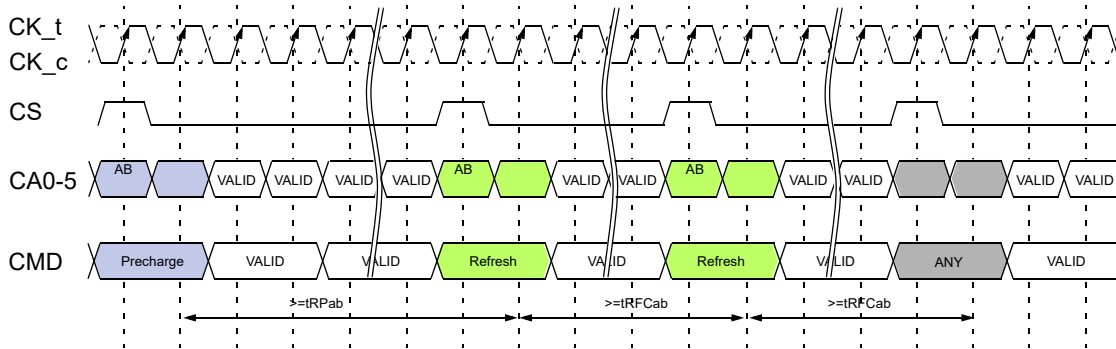 CK_t
CK_c
CS
CA0-5 AB VALID VALID VALID VALID AB VALID VALID AB VALID VALID VALID VALID
CMD Precharge VALID VALID Refresh VALID Refresh VALID ANY VALID
>=tRPab >=tRFCab >=tRFCab